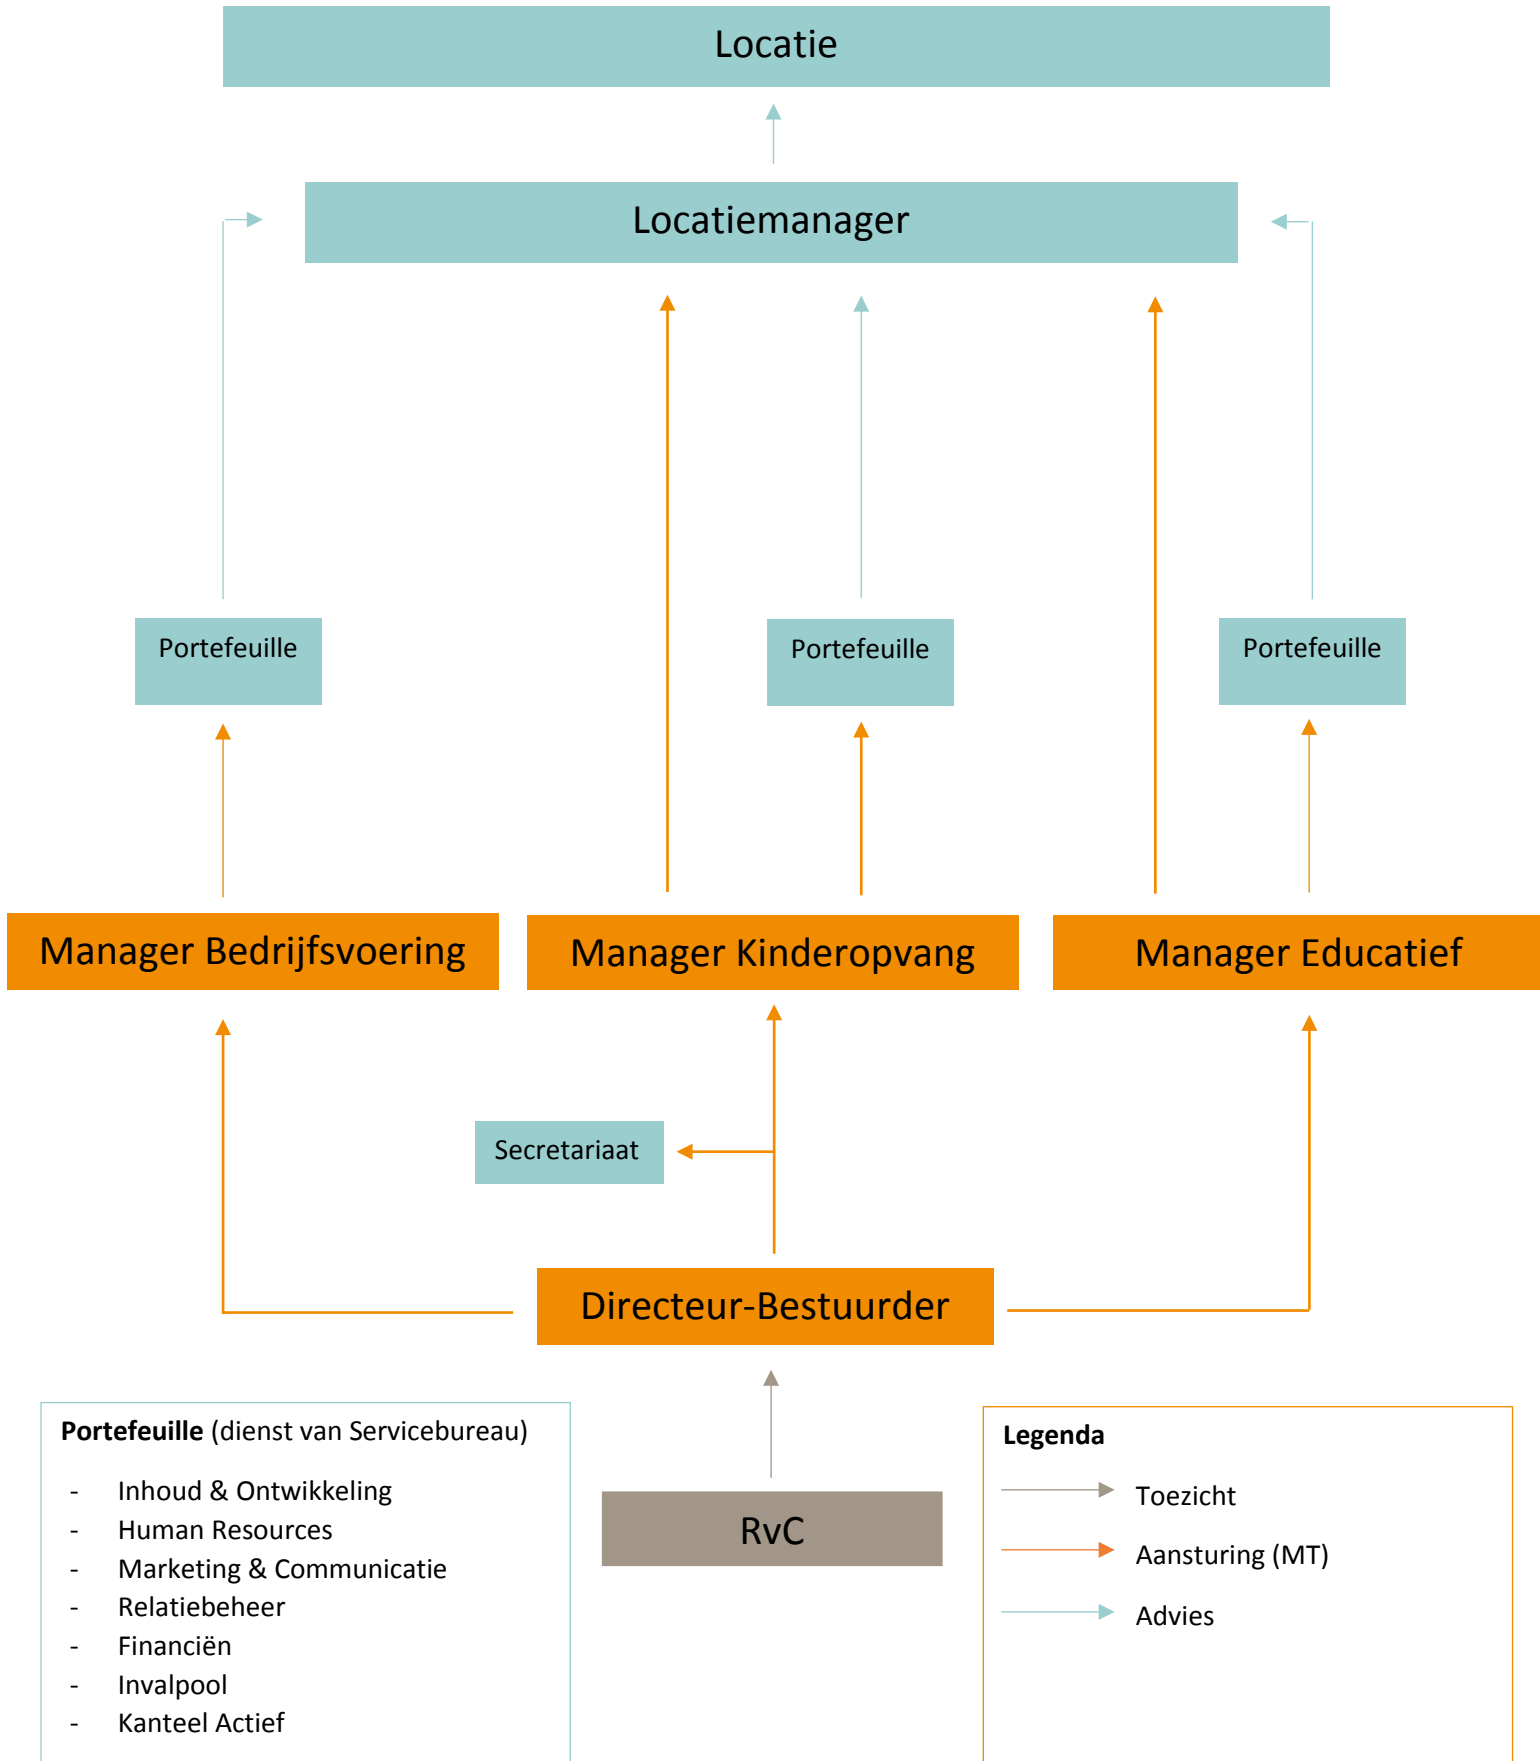 Locatie
Locatiemanager
Portefeuille
Portefeuille
Portefeuille
Manager Bedrijfsvoering
Manager Kinderopvang
Manager Educatief
Secretariaat
Directeur-Bestuurder
RvC
Portefeuille (dienst van Servicebureau)
- Inhoud & Ontwikkeling
- Human Resources
- Marketing & Communicatie
- Relatiebeheer
- Financiën
- Invalpool
- Kanteel Actief
Legenda
Toezicht
Aansturing (MT)
Advies